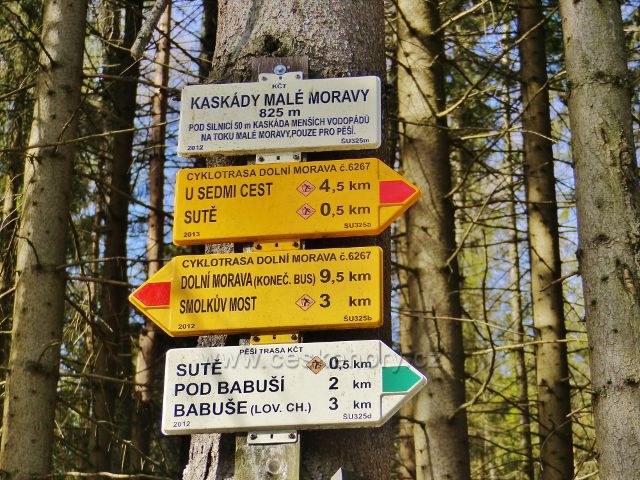 KČT
KASKÁDY MALÉ MORAVY
825 m
POD SILNICÍ 50 m KASKÁDA MENŠÍCH VODOPÁDŮ
NA TOKU MALÉ MORAVY, POUZE PRO PĚŠÍ.
2012 ŠU325m
CYKLOTRASA DOLNÍ MORAVA č.6267
U SEDMI CEST 4,5 km
SUTĚ 0,5 km
2013 ŠU325a
CYKLOTRASA DOLNÍ MORAVA č.6267
DOLNÍ MORAVA (KONEČ. BUS) 9,5 km
SMOLKŮV MOST 3 km
2012 ŠU325b
PĚŠÍ TRASA KČT
SUTĚ 0,5 km
POD BABUŠÍ 2 km
BABUŠE (LOV. CH.) 3 km
2012 ŠU325d
www.ceskehory.cz